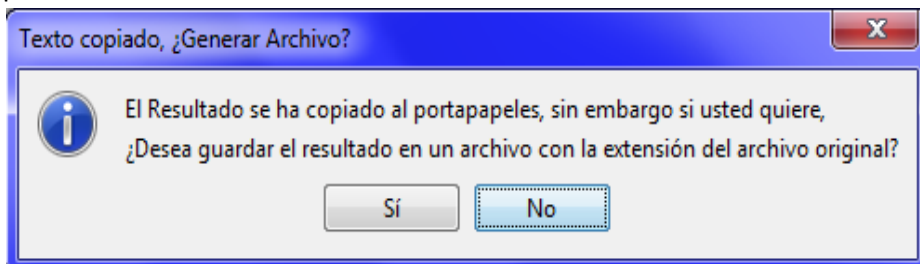 Texto copiado, ¿Generar Archivo?
El Resultado se ha copiado al portapapeles, sin embargo si usted quiere,
¿Desea guardar el resultado en un archivo con la extensión del archivo original?
Sí No